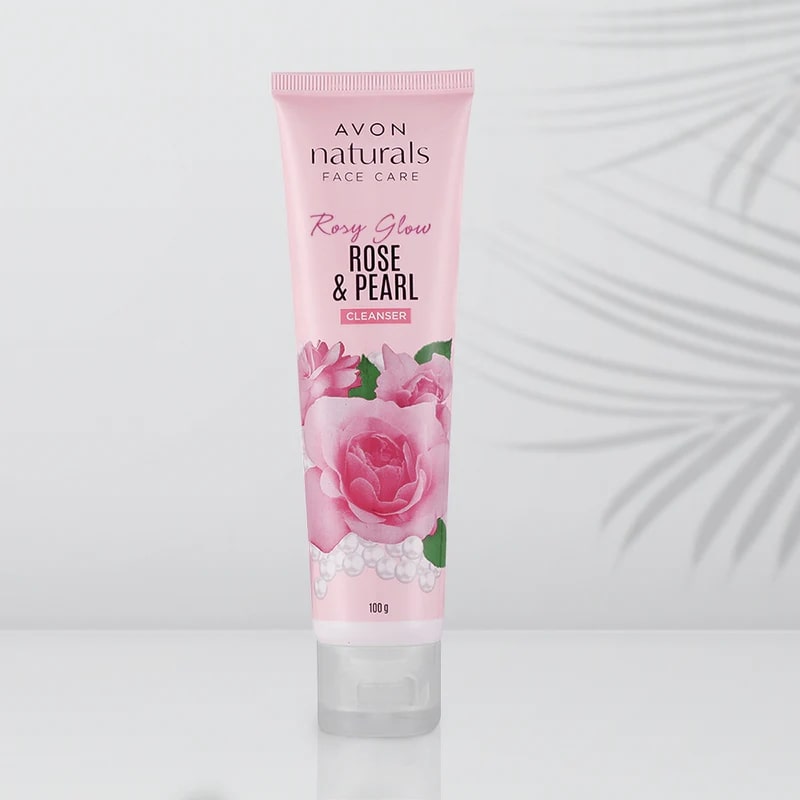 AVON
naturals
FACE CARE
Rosy Glow
ROSE
& PEARL
CLEANSER
100 g